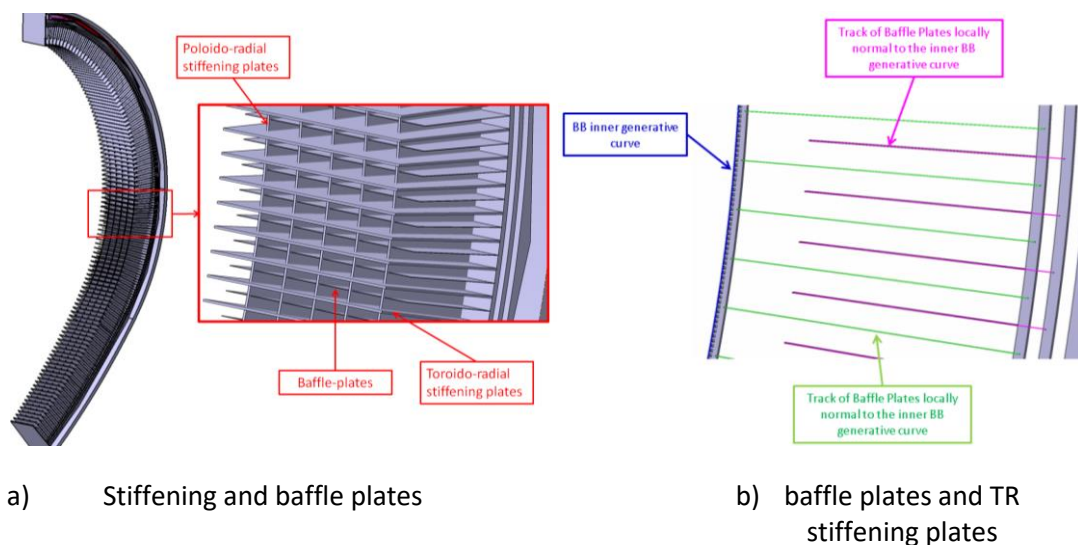 Poloido-radial
stiffening plates
Baffle-plates
Toroido-radial
stiffening plates
Track of Baffle Plates locally
normal to the inner BB
generative curve
BB inner generative
curve
Track of Baffle Plates locally
normal to the inner BB
generative curve
a) Stiffening and baffle plates
b) baffle plates and TR
stiffening plates